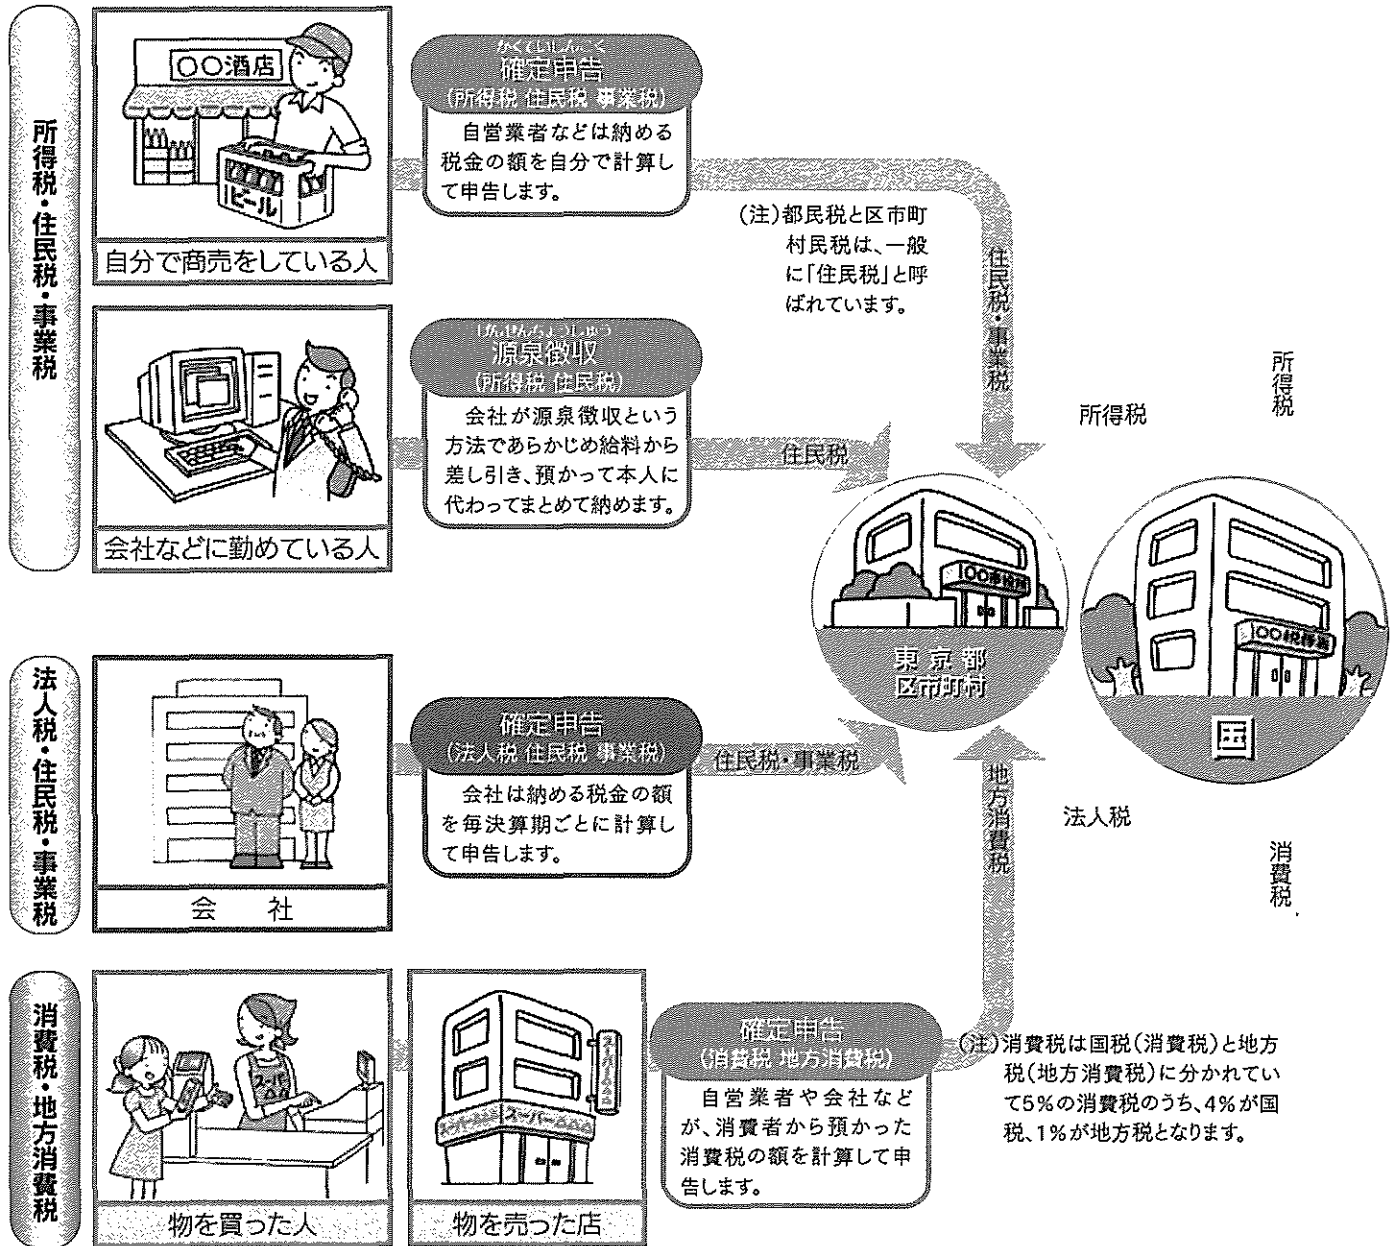 所得税・住民税・事業税
〇〇酒店
ビール
自分で商売をしている人
かくていしんこく
確定申告
(所得税 住民税 事業税)
自営業者などは納める
税金の額を自分で計算し
て申告します。
(注)都民税と区市町
村民税は、一般
に「住民税」と呼
ばれています。
住民税・事業税
会社などに勤めている人
げんせんちょうしゅう
源泉徴収
(所得税 住民税)
会社が源泉徴収という
方法であらかじめ給料から
差し引き、預かって本人に
代わってまとめて納めます。
住民税
所得税
所得税
〇〇市役所
東京都
区市町村
〇〇税務署
国
法人税・住民税・事業税
会 社
確定申告
(法人税 住民税 事業税)
会社は納める税金の額
を毎決算期ごとに計算し
て申告します。
住民税・事業税
地方消費税
法人税
消費税
消費税・地方消費税
スーパー
物を買った人
スーパー△△△
スーパー△△△
スーパー△△△
物を売った店
確定申告
(消費税 地方消費税)
自営業者や会社など
が、消費者から預かった
消費税の額を計算して申
告します。
(注)消費税は国税(消費税)と地方
税(地方消費税)に分かれてい
て5%の消費税のうち、4%が国
税、1%が地方税となります。